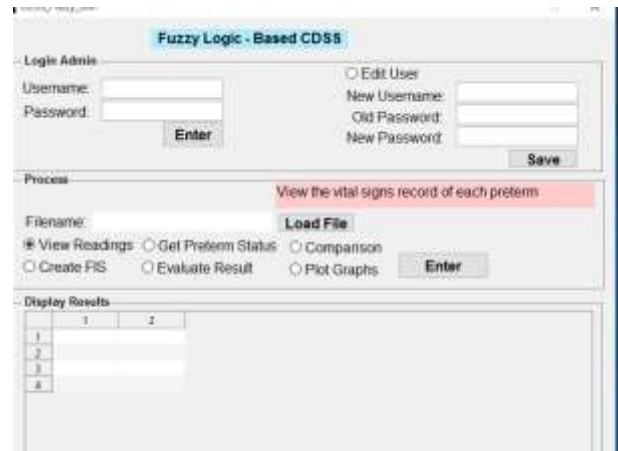 Fuzzy Logic - Based CDSS
Login Admin
Username:
Password:
Enter
Edit User
New Username:
Old Password:
New Password:
Save
Process
View the vital signs record of each preterm
Filename:
Load File
View Readings Get Preterm Status Comparison
Create FIS Evaluate Result Plot Graphs Enter
Display Results
1 2
1
2
3
4